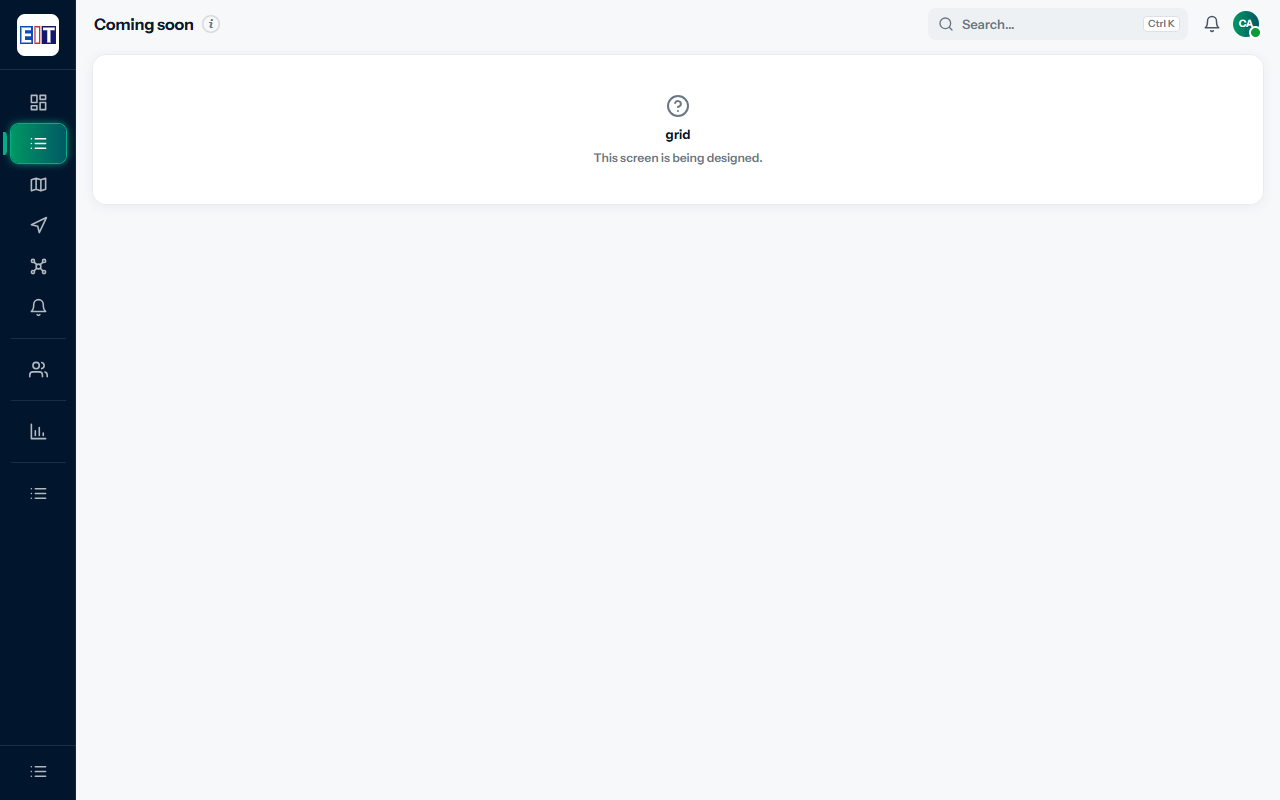 EIT
Coming soon
i
Search...
Ctrl K
CA
grid
This screen is being designed.